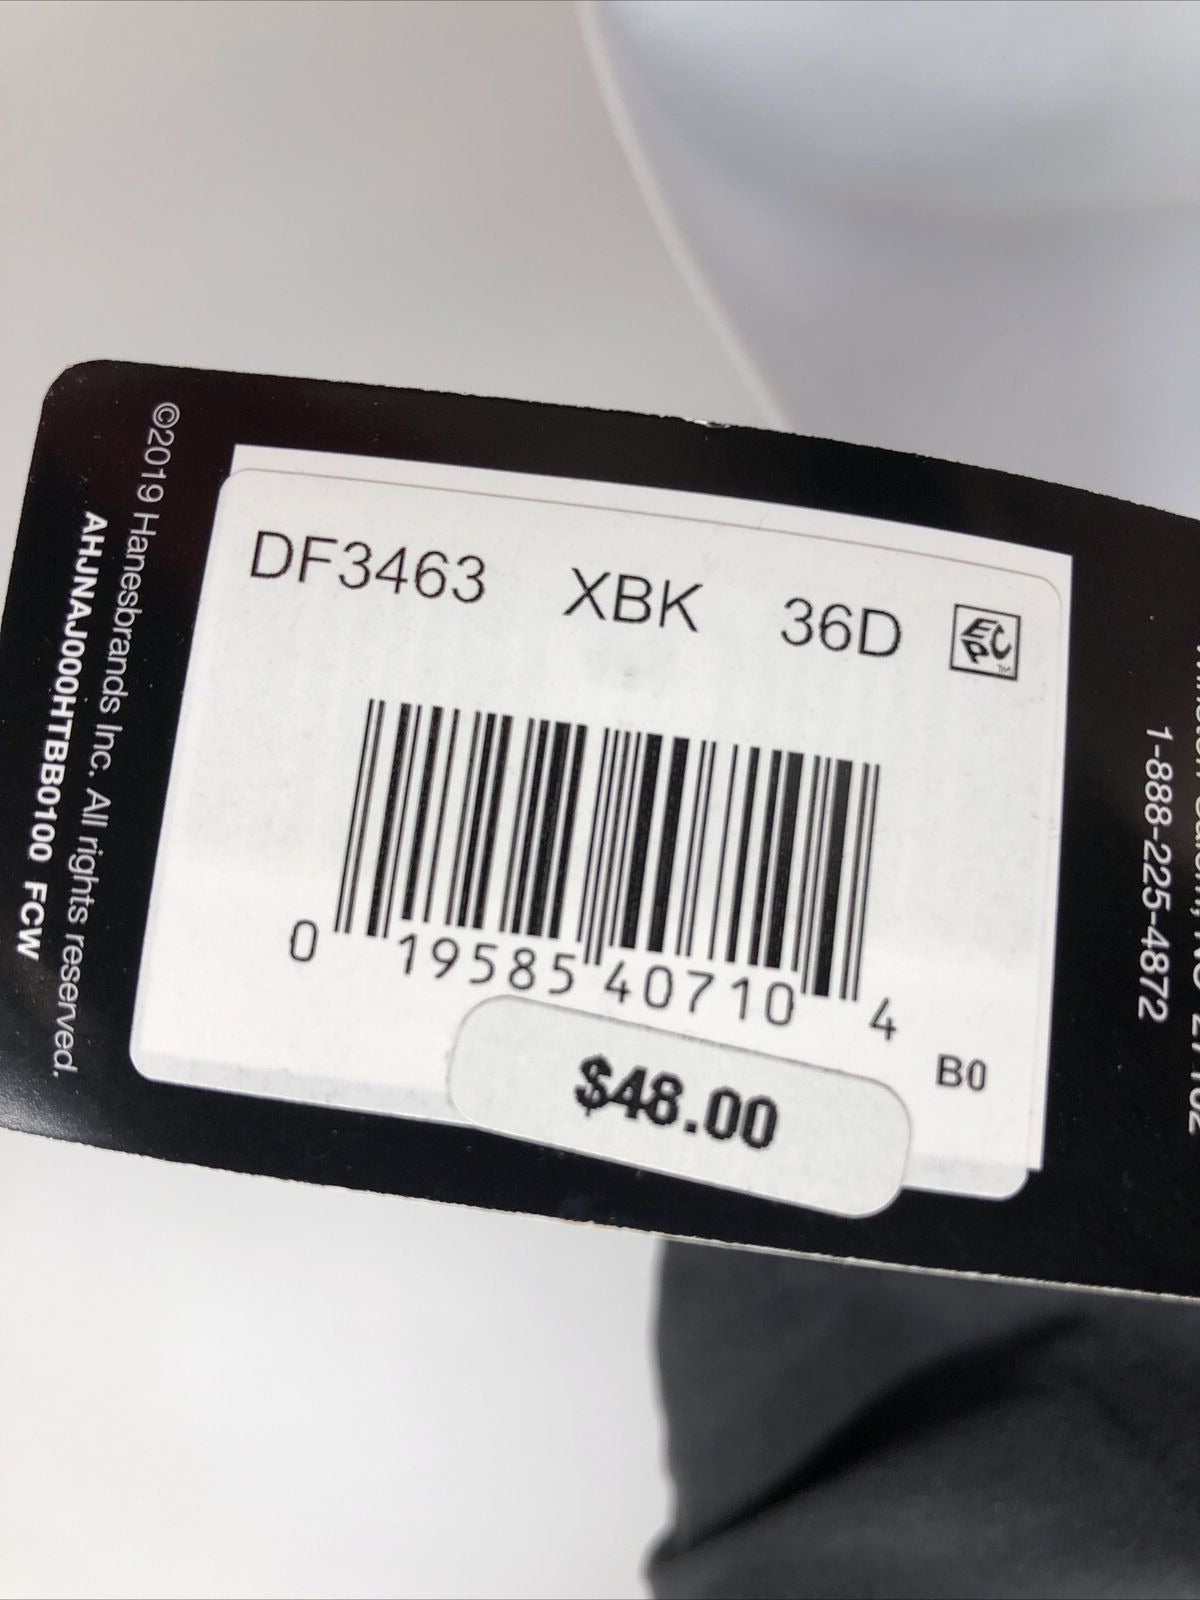 ©2019 Hanesbrands Inc. All rights reserved.
AHJNAJ000HTBB0100 FCW
DF3463 XBK 36D EPC™
0 19585 40710 4
B0
$48.00
1-888-225-4872